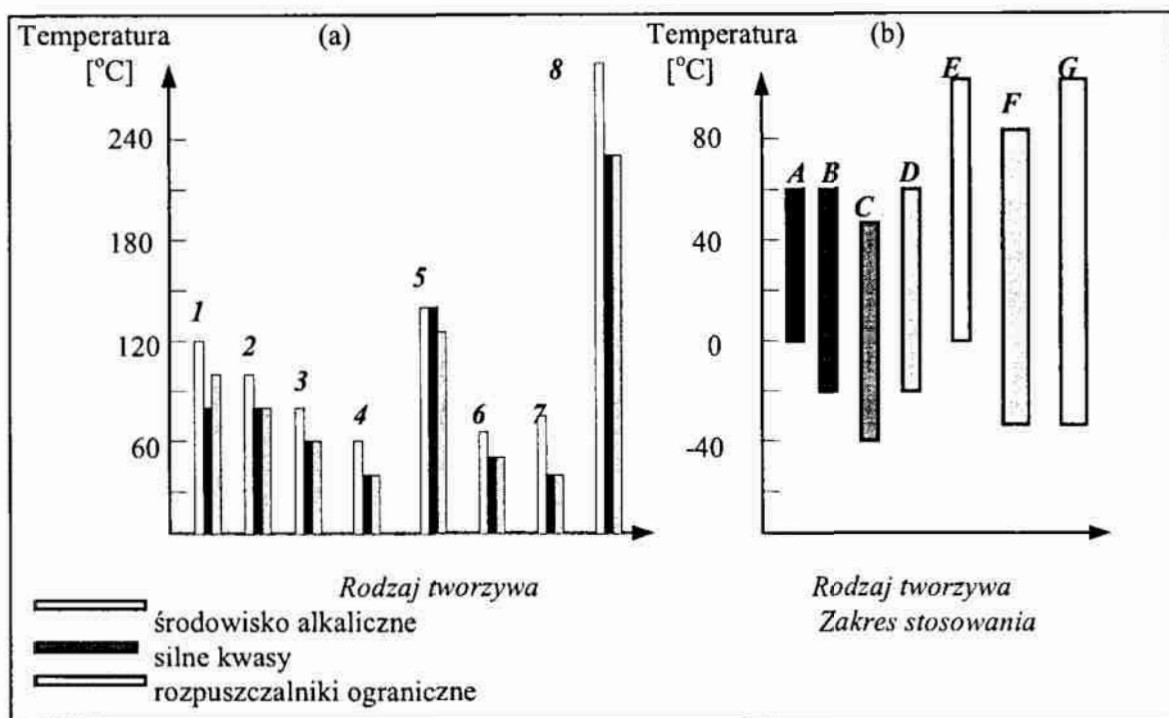 Temperatura
[°C]
(a)
240
180
120
60
1
2
3
4
5
6
7
8
Rodzaj tworzywa
środowisko alkaliczne
silne kwasy
rozpuszczalniki ograniczne
Temperatura
[°C]
(b)
80
40
0
-40
A
B
C
D
E
F
G
Rodzaj tworzywa
Zakres stosowania